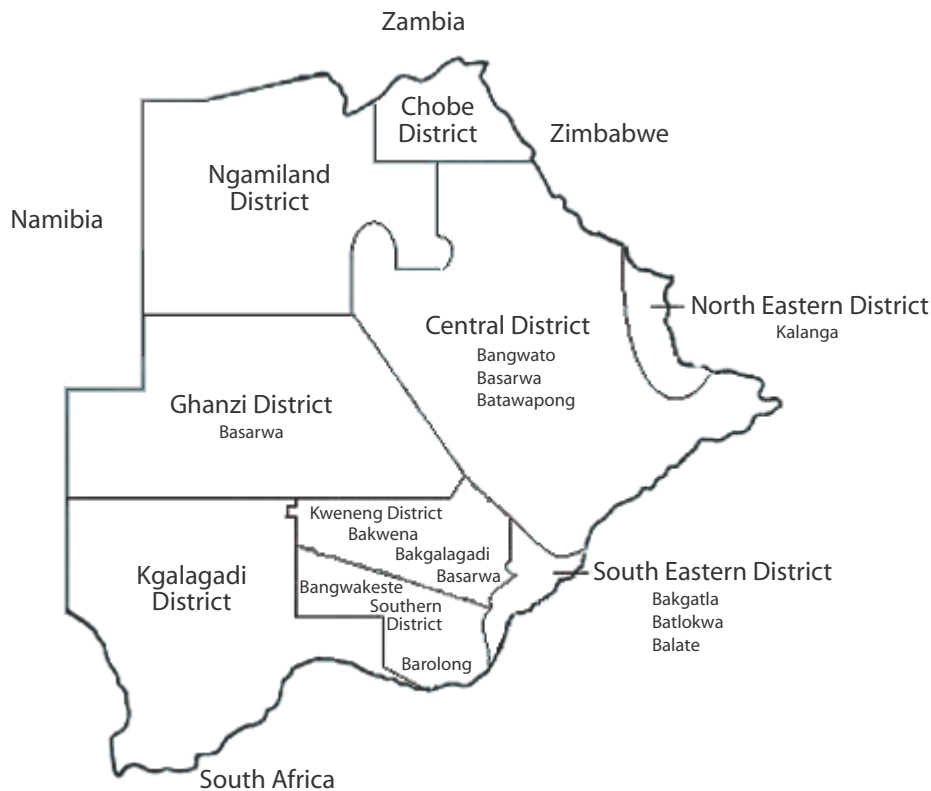 Zambia
Chobe
District
Zimbabwe
Ngamiland
District
Namibia
North Eastern District
Kalanga
Central District
Bangwato
Basarwa
Batawapong
Ghanzi District
Basarwa
Kweneng District
Bakwena
Bakgalagadi
Basarwa
Kgalagadi
District
Bangwakeste
Southern
District
Barolong
South Eastern District
Bakgatla
Batlokwa
Balate
South Africa